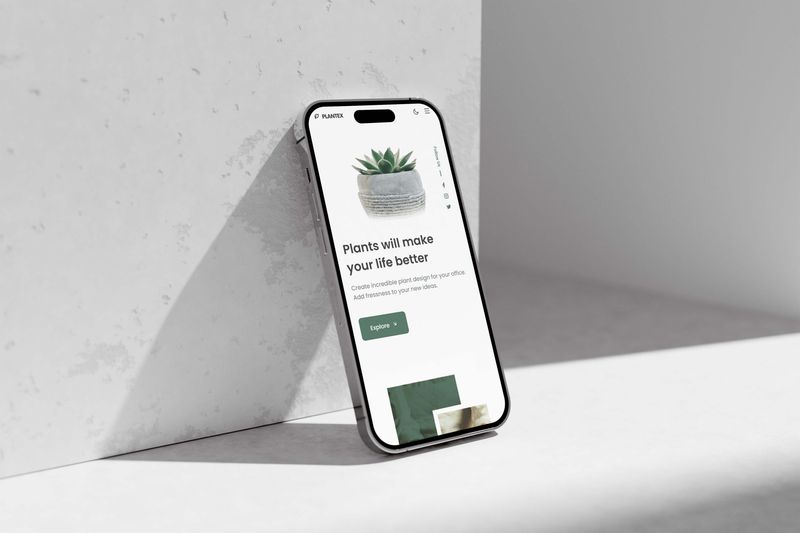 PLANTEX
Follow Us
Plants will make
your life better
Create incredible plant design for your office.
Add fressness to your new ideas.
Explore